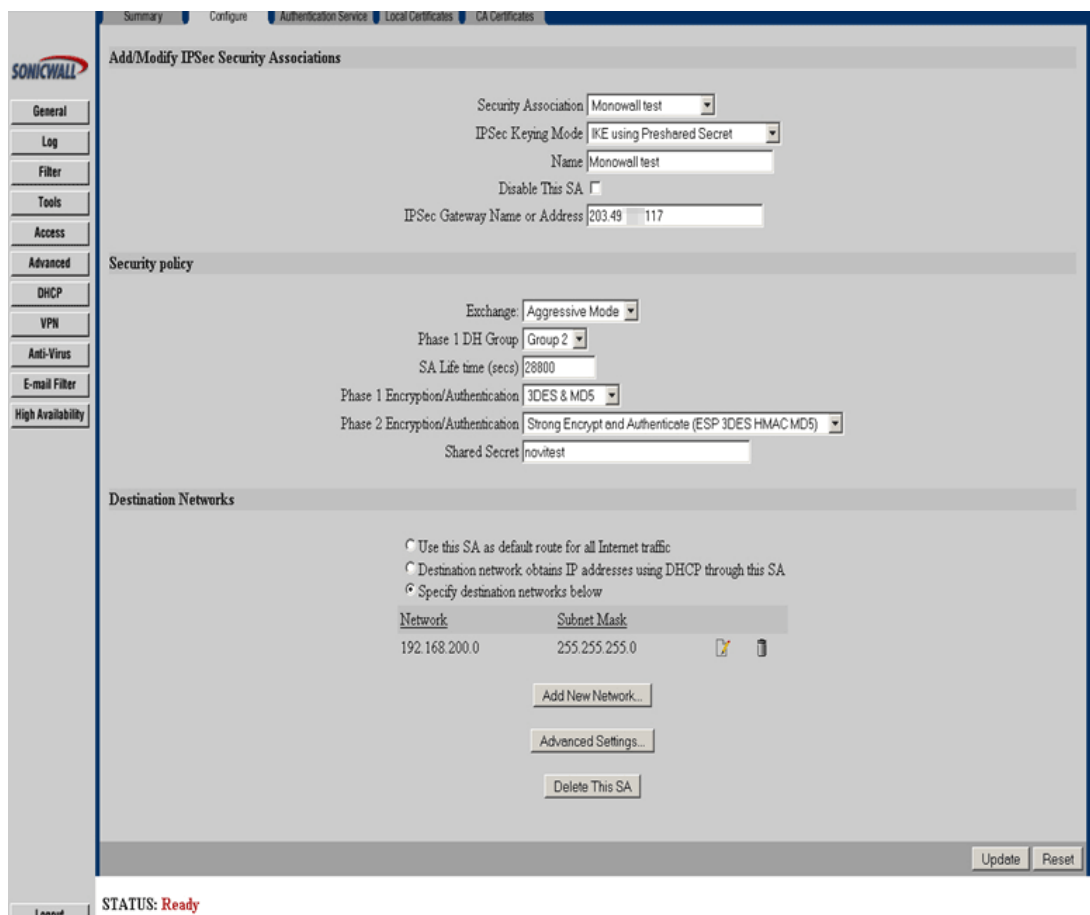 Summary Configure Authentication Service Local Certificates CA Certificates
SONICWALL
General
Log
Filter
Tools
Access
Advanced
DHCP
VPN
Anti-Virus
E-mail Filter
High Availability
Logout
Add/Modify IPSec Security Associations
Security Association Monowall test
IPSec Keying Mode IKE using Preshared Secret
Name Monowall test
Disable This SA
IPSec Gateway Name or Address 203.49 117
Security policy
Exchange: Aggressive Mode
Phase 1 DH Group Group 2
SA Life time (secs) 28800
Phase 1 Encryption/Authentication 3DES & MD5
Phase 2 Encryption/Authentication Strong Encrypt and Authenticate (ESP 3DES HMAC MD5)
Shared Secret novitest
Destination Networks
Use this SA as default route for all Internet traffic
Destination network obtains IP addresses using DHCP through this SA
Specify destination networks below
Network Subnet Mask
192.168.200.0 255.255.255.0
Add New Network...
Advanced Settings...
Delete This SA
Update Reset
STATUS: Ready